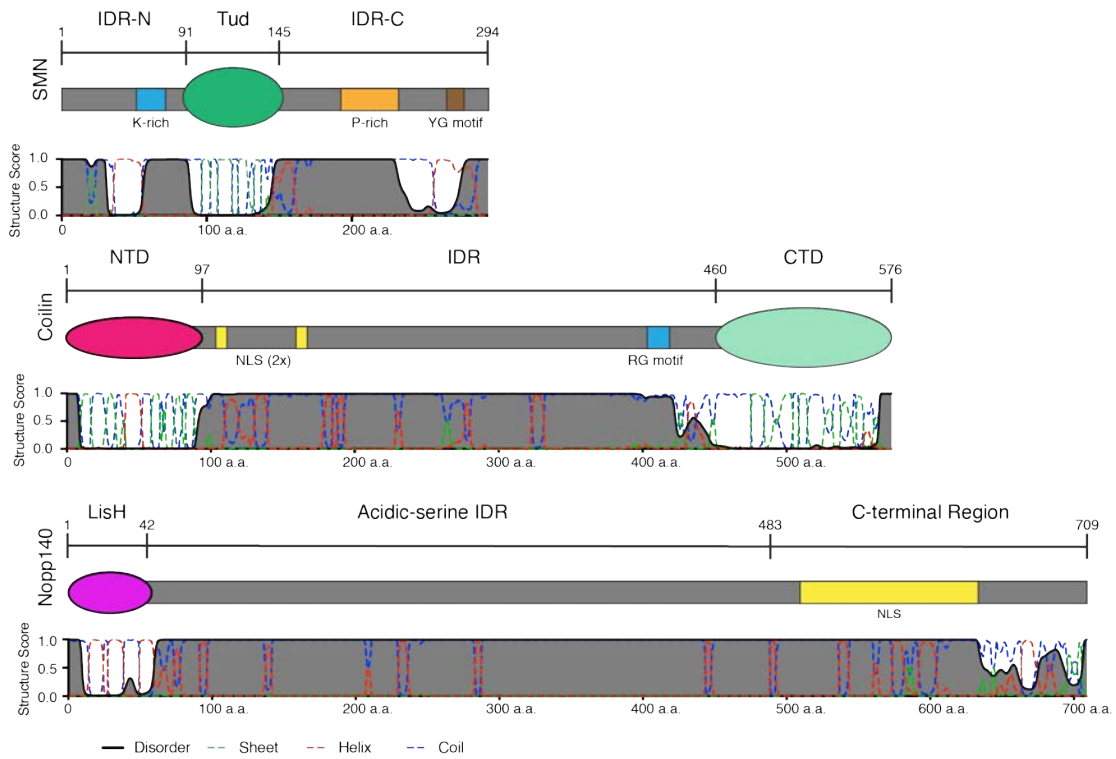 IDR-N Tud IDR-C
1 91 145 294
SMN
K-rich P-rich YG motif
Structure Score
1.0
0.5
0.0
0 100 a.a. 200 a.a.
NTD IDR CTD
1 97 460 576
Coilin
NLS (2x) RG motif
Structure Score
1.0
0.5
0.0
0 100 a.a. 200 a.a. 300 a.a. 400 a.a. 500 a.a.
LisH Acidic-serine IDR C-terminal Region
1 42 483 709
Nopp140
NLS
Structure Score
1.0
0.5
0.0
0 100 a.a. 200 a.a. 300 a.a. 400 a.a. 500 a.a. 600 a.a. 700 a.a.
Disorder Sheet Helix Coil